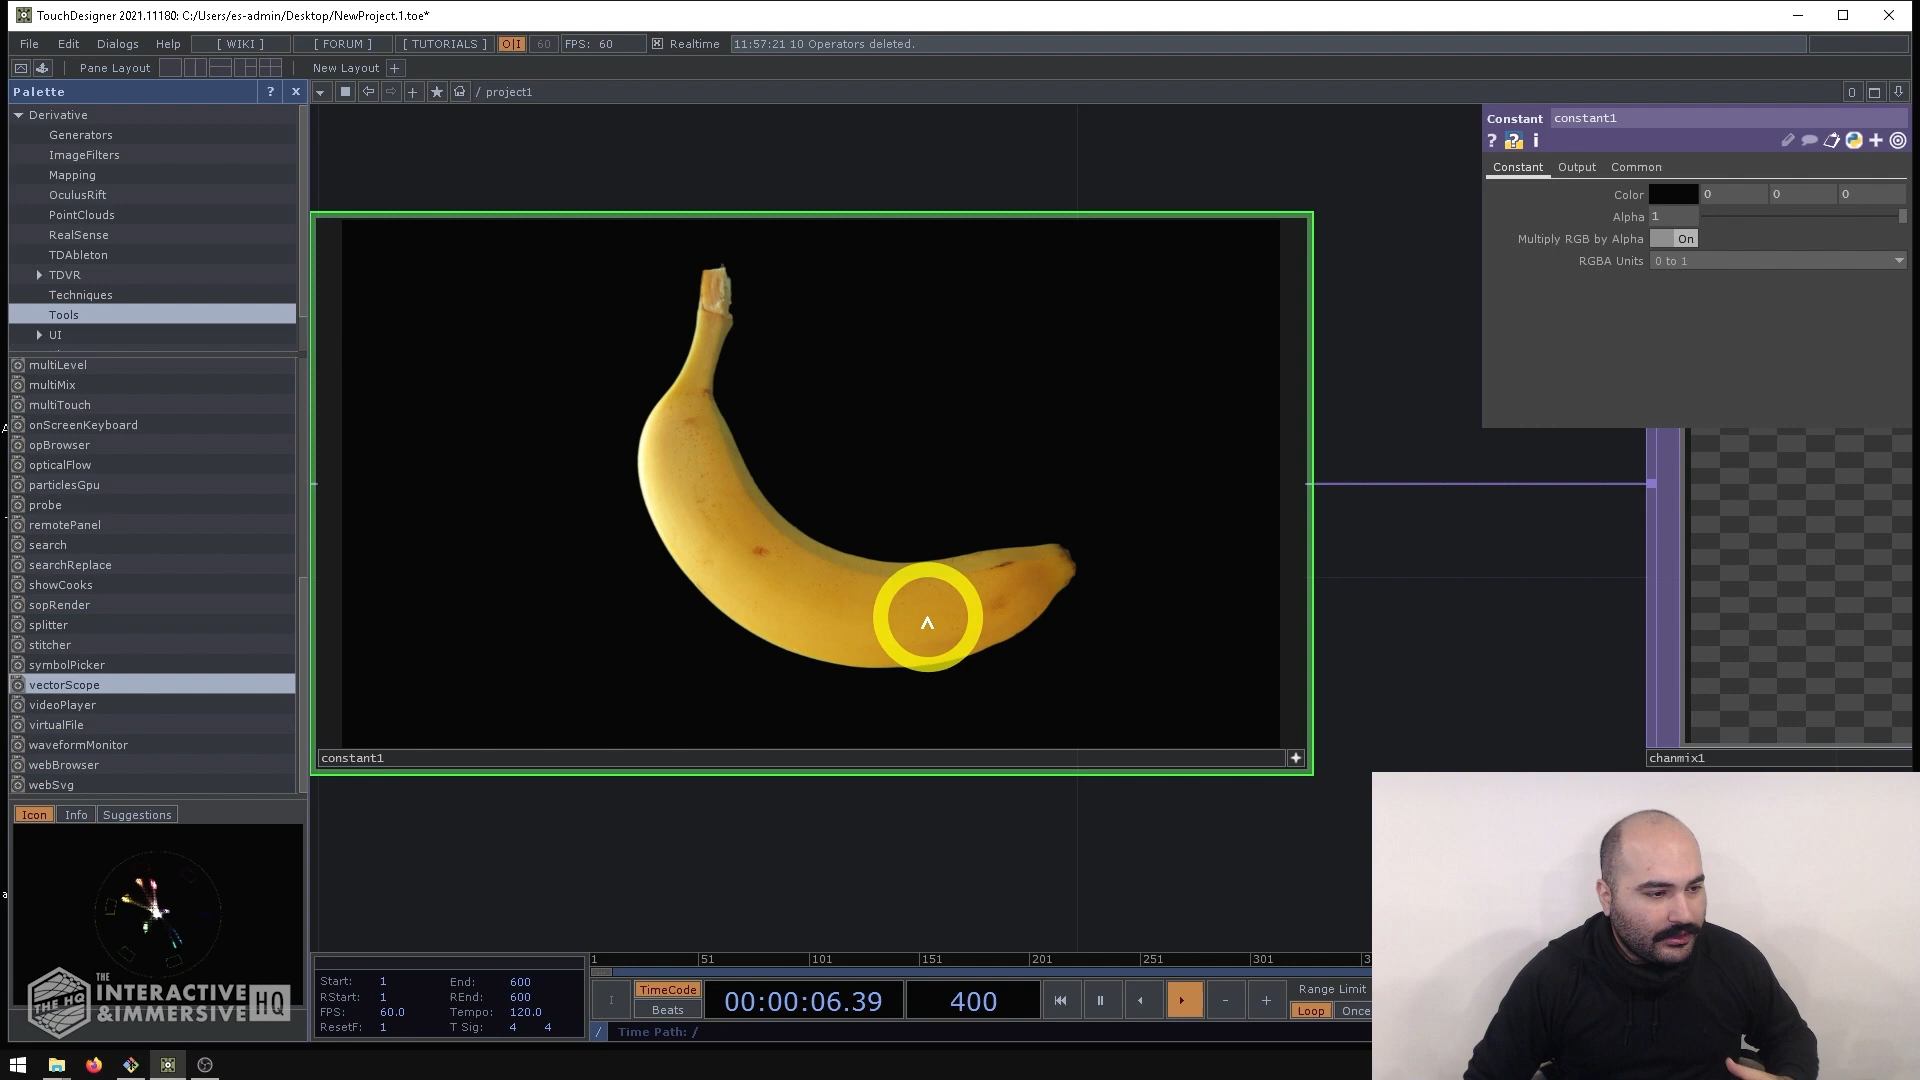 TouchDesigner 2021.11180: C:/Users/es-admin/Desktop/NewProject.1.toe*
File Edit Dialogs Help [ WIKI ] [ FORUM ] [ TUTORIALS ] O|I 60 FPS: 60 Realtime 11:57:21 10 Operators deleted.
Pane Layout New Layout +
Palette ? x / project1 0
Derivative
Generators
ImageFilters
Mapping
OculusRift
PointClouds
RealSense
TDAbleton
TDVR
Techniques
Tools
UI
multiLevel
multiMix
multiTouch
onScreenKeyboard
opBrowser
opticalFlow
particlesGpu
probe
remotePanel
search
searchReplace
showCooks
sopRender
splitter
stitcher
symbolPicker
vectorScope
videoPlayer
virtualFile
waveformMonitor
webBrowser
webSvg
Icon Info Suggestions
THE HQ
THE
INTERACTIVE
&IMMERSIVE HQ
constant1
Constant constant1
? ? i
Constant Output Common
Color 0 0 0
Alpha 1
Multiply RGB by Alpha On
RGBA Units 0 to 1
chanmix1
Start: 1 End: 600
RStart: 1 REnd: 600
FPS: 60.0 Tempo: 120.0
ResetF: 1 T Sig: 4 4
1 51 101 151 201 251 301 3
TimeCode
Beats
00:00:06.39 400
- +
Range Limit
Loop Once
/ Time Path: /